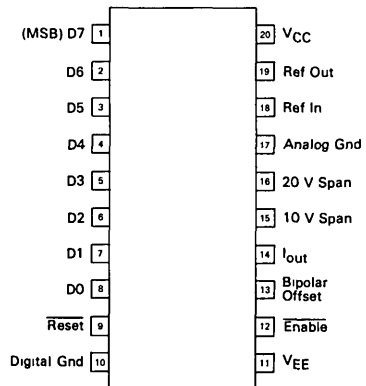 (MSB) D7 1
D6 2
D5 3
D4 4
D3 5
D2 6
D1 7
D0 8
Reset 9
Digital Gnd 10
20 VCC
19 Ref Out
18 Ref In
17 Analog Gnd
16 20 V Span
15 10 V Span
14 Iout
13 Bipolar
Offset
12 Enable
11 VEE